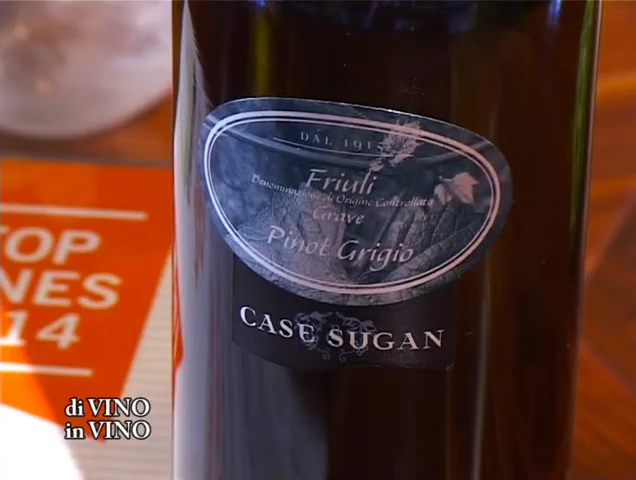 DAL 1915
Friuli
Denominazione di Origine Controllata
Grave
Pinot Grigio
CASE SUGAN
TOP
NES
14
di VINO
in VINO